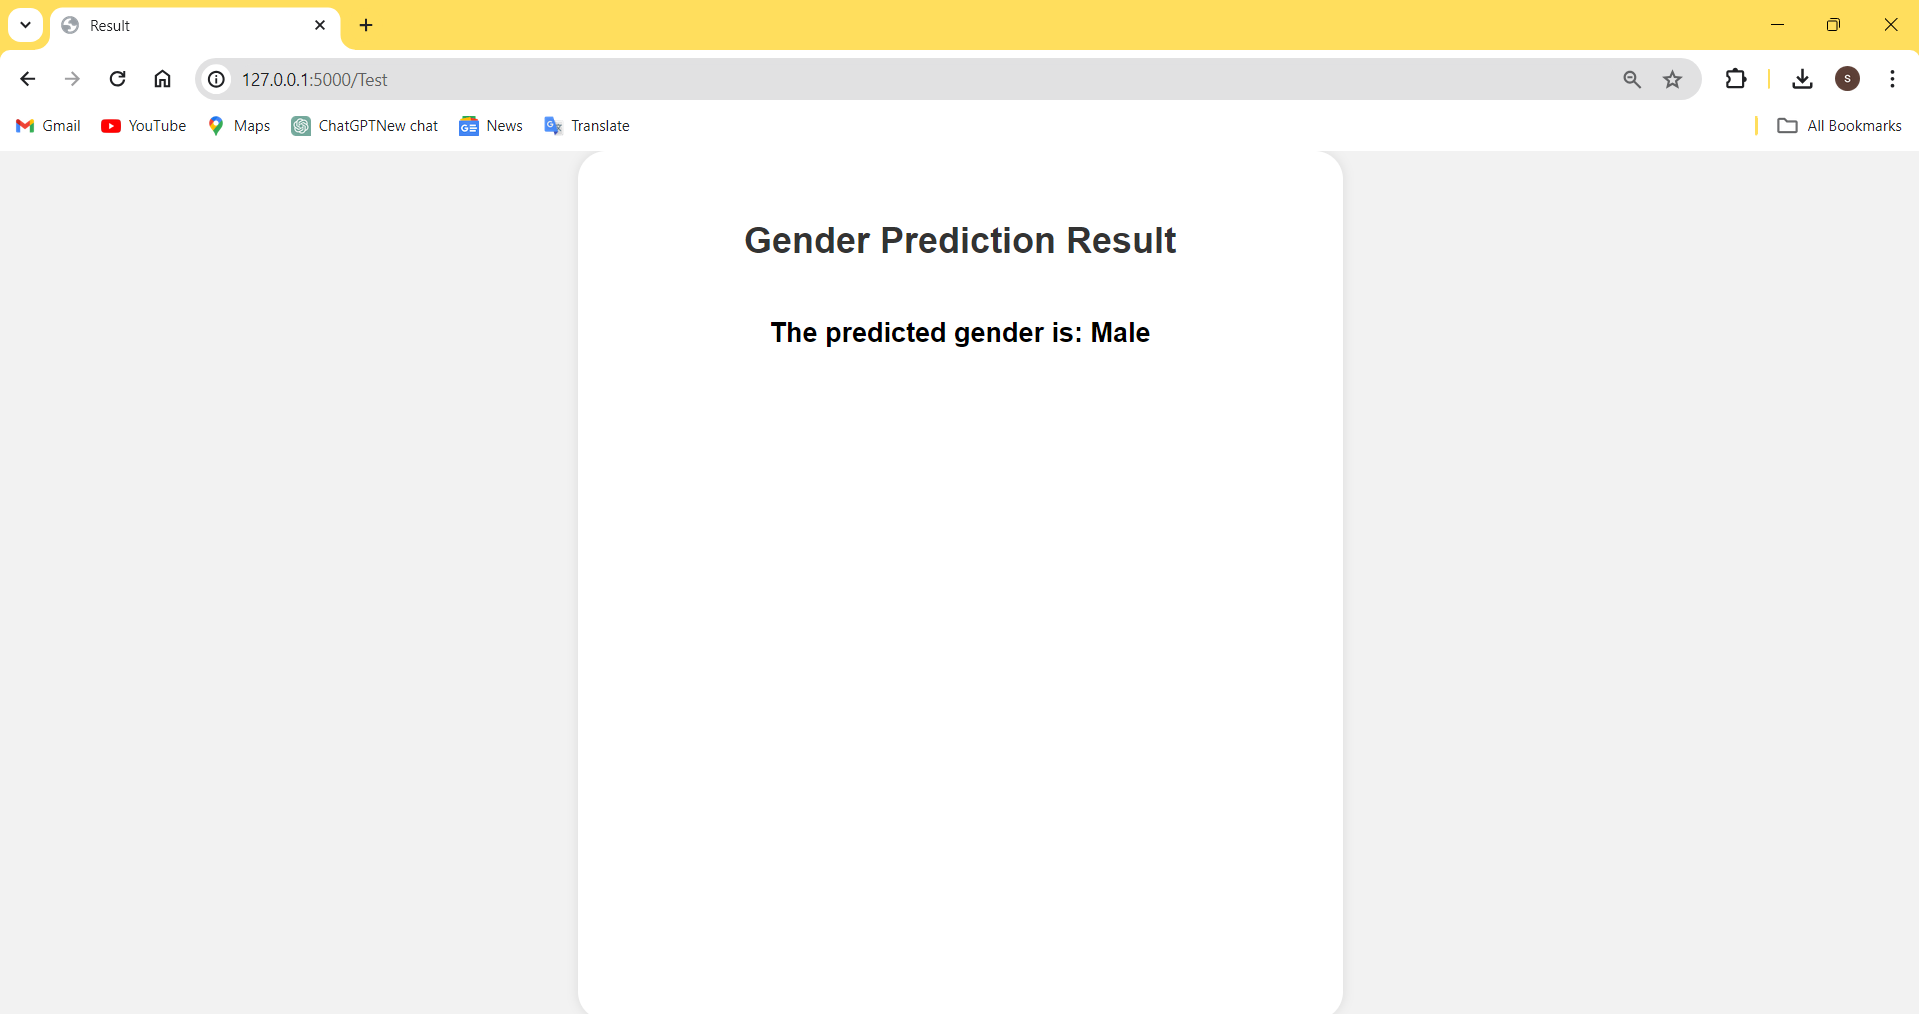 Result
127.0.0.1:5000/Test
S
Gmail YouTube Maps ChatGPTNew chat News Translate All Bookmarks
Gender Prediction Result
The predicted gender is: Male